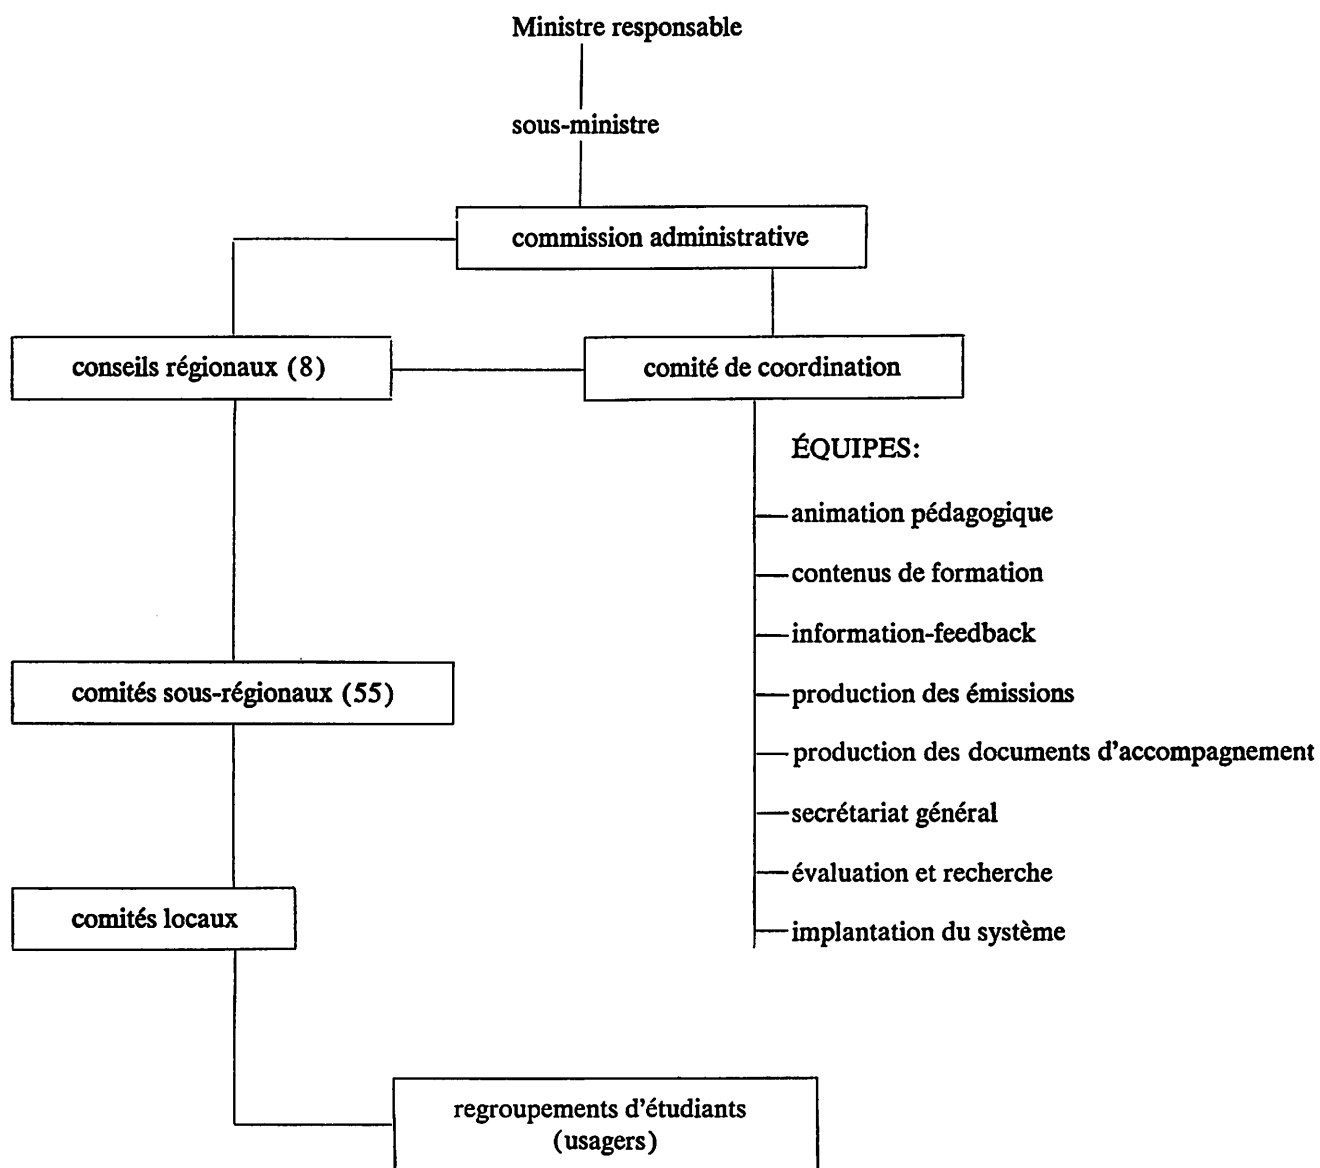 Ministre responsable
sous-ministre
commission administrative
conseils régionaux (8)
comité de coordination
ÉQUIPES:
animation pédagogique
contenus de formation
information-feedback
production des émissions
production des documents d'accompagnement
secrétariat général
évaluation et recherche
implantation du système
comités sous-régionaux (55)
comités locaux
regroupements d'étudiants
(usagers)